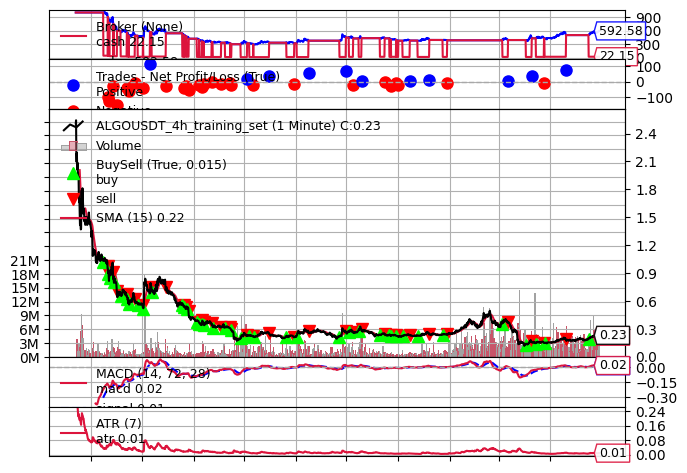 Broker (None)
cash 22.15
900
592.58
300
22.15
Trades - Net Profit/Loss (True)
Positive
Negative
100
0
−100
ALGOUSDT_4h_training_set (1 Minute) C:0.23
Volume
BuySell (True, 0.015)
buy
sell
SMA (15) 0.22
2.4
2.1
1.8
1.5
1.2
0.9
0.6
0.3
0.23
0.0
21M
18M
15M
12M
9M
6M
3M
0M
MACD (14, 72, 28)
macd 0.02
signal 0.01
0.02
0.00
−0.15
−0.30
ATR (7)
atr 0.01
0.24
0.16
0.08
0.01
0.00